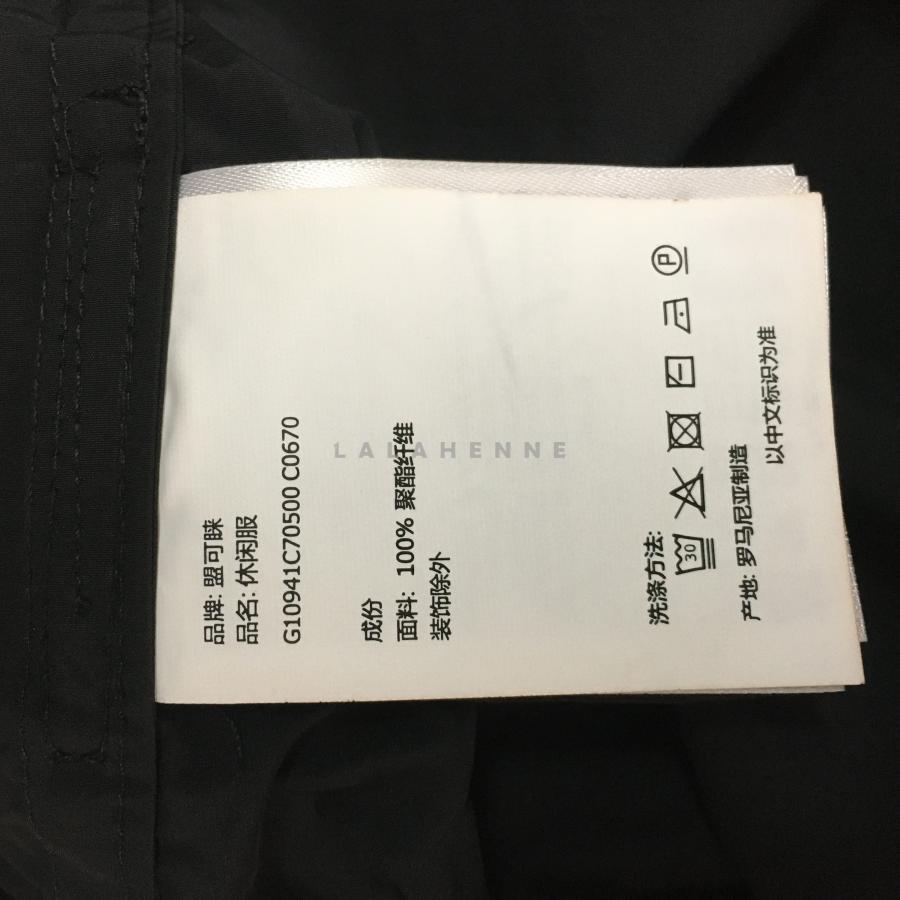 品牌: 盟可睐
品名: 休闲服
G10941C70500 C0670
成份
面料: 100% 聚酯纤维
装饰除外
LALAHENNE
洗涤方法:
30
P
产地: 罗马尼亚制造
以中文标识为准